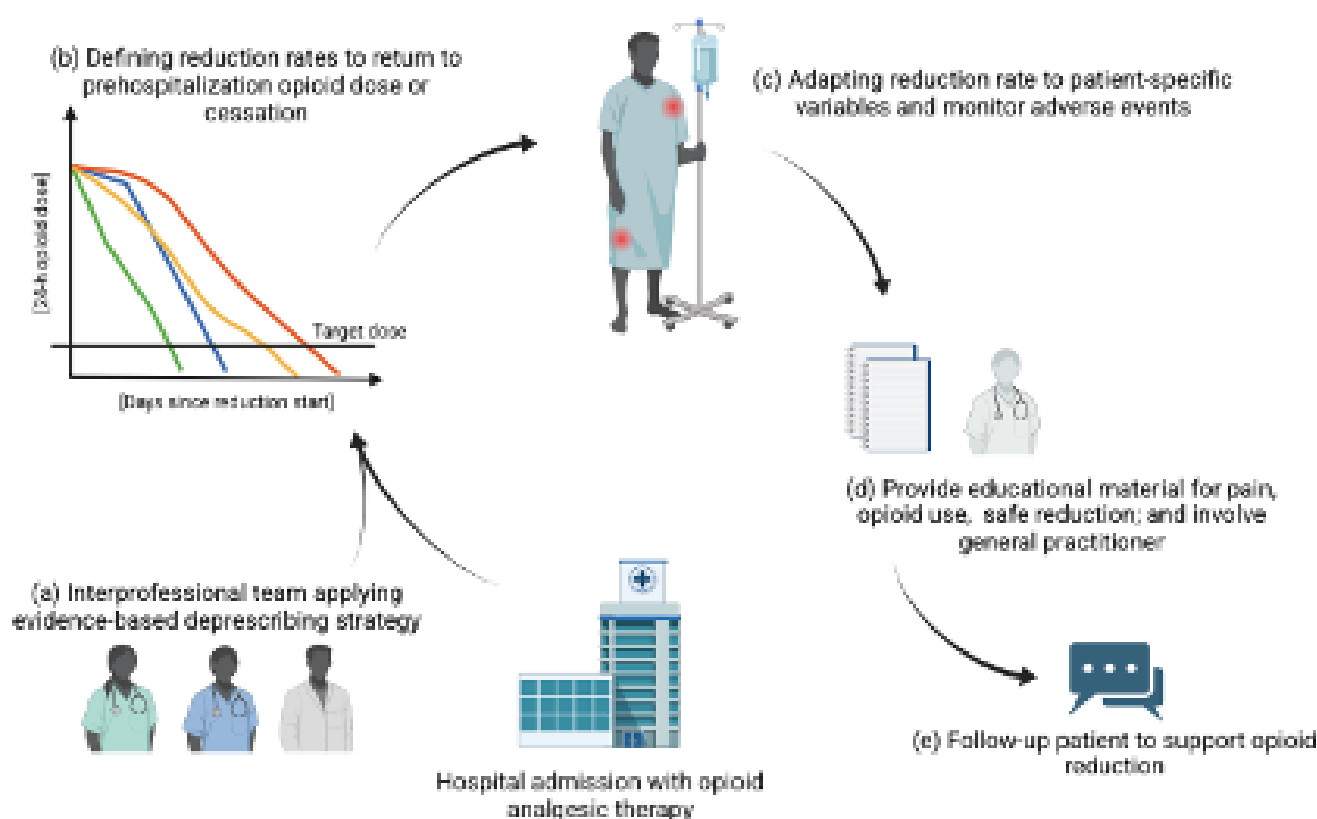 (b) Defining reduction rates to return to
prehospitalization opioid dose or
cessation
(c) Adapting reduction rate to patient-specific
variables and monitor adverse events
[24-h opioid dose]
Target dose
[Days since reduction start]
(d) Provide educational material for pain,
opioid use, safe reduction; and involve
general practitioner
(a) Interprofessional team applying
evidence-based deprescribing strategy
(e) Follow-up patient to support opioid
reduction
Hospital admission with opioid
analgesic therapy